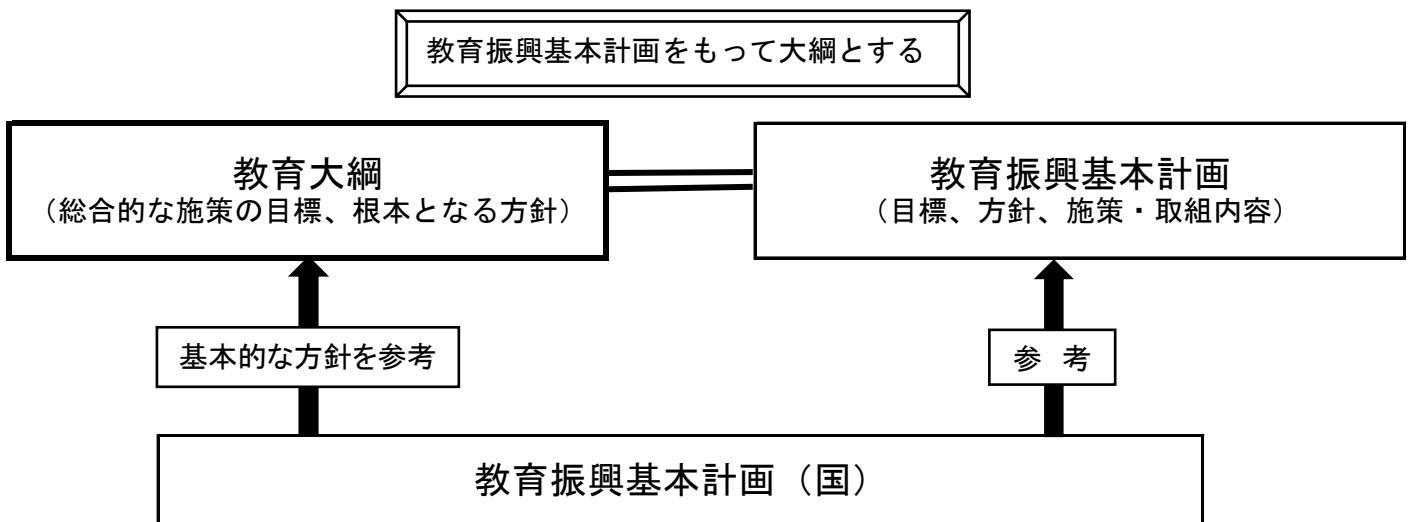 教育振興基本計画をもって大綱とする
教育大綱
（総合的な施策の目標、根本となる方針）
教育振興基本計画
（目標、方針、施策・取組内容）
基本的な方針を参考
参 考
教育振興基本計画（国）